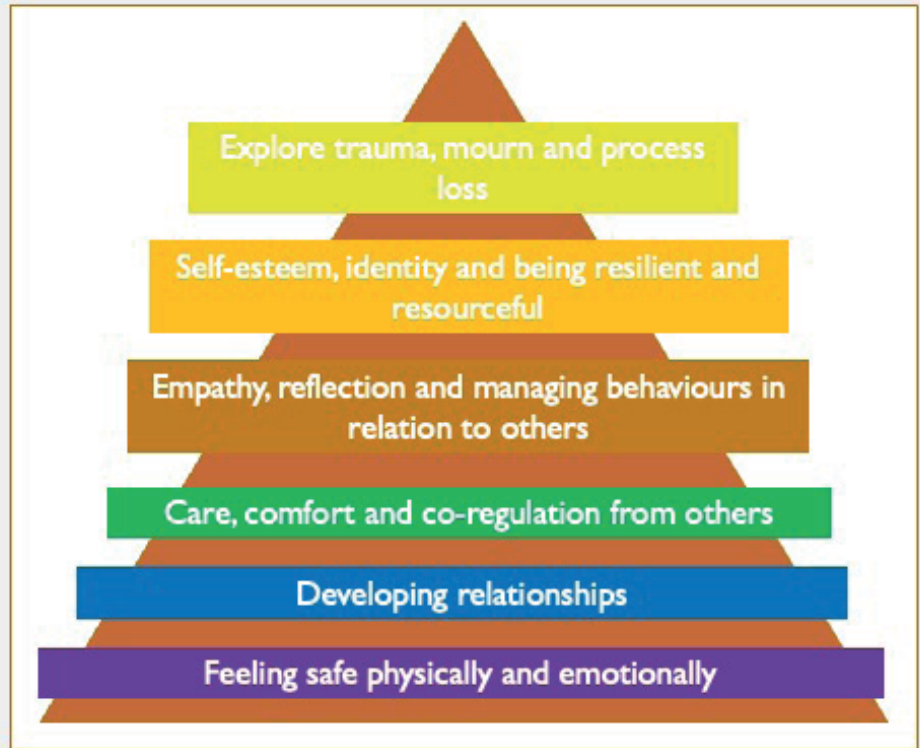 Explore trauma, mourn and process
loss
Self-esteem, identity and being resilient and
resourceful
Empathy, reflection and managing behaviours in
relation to others
Care, comfort and co-regulation from others
Developing relationships
Feeling safe physically and emotionally